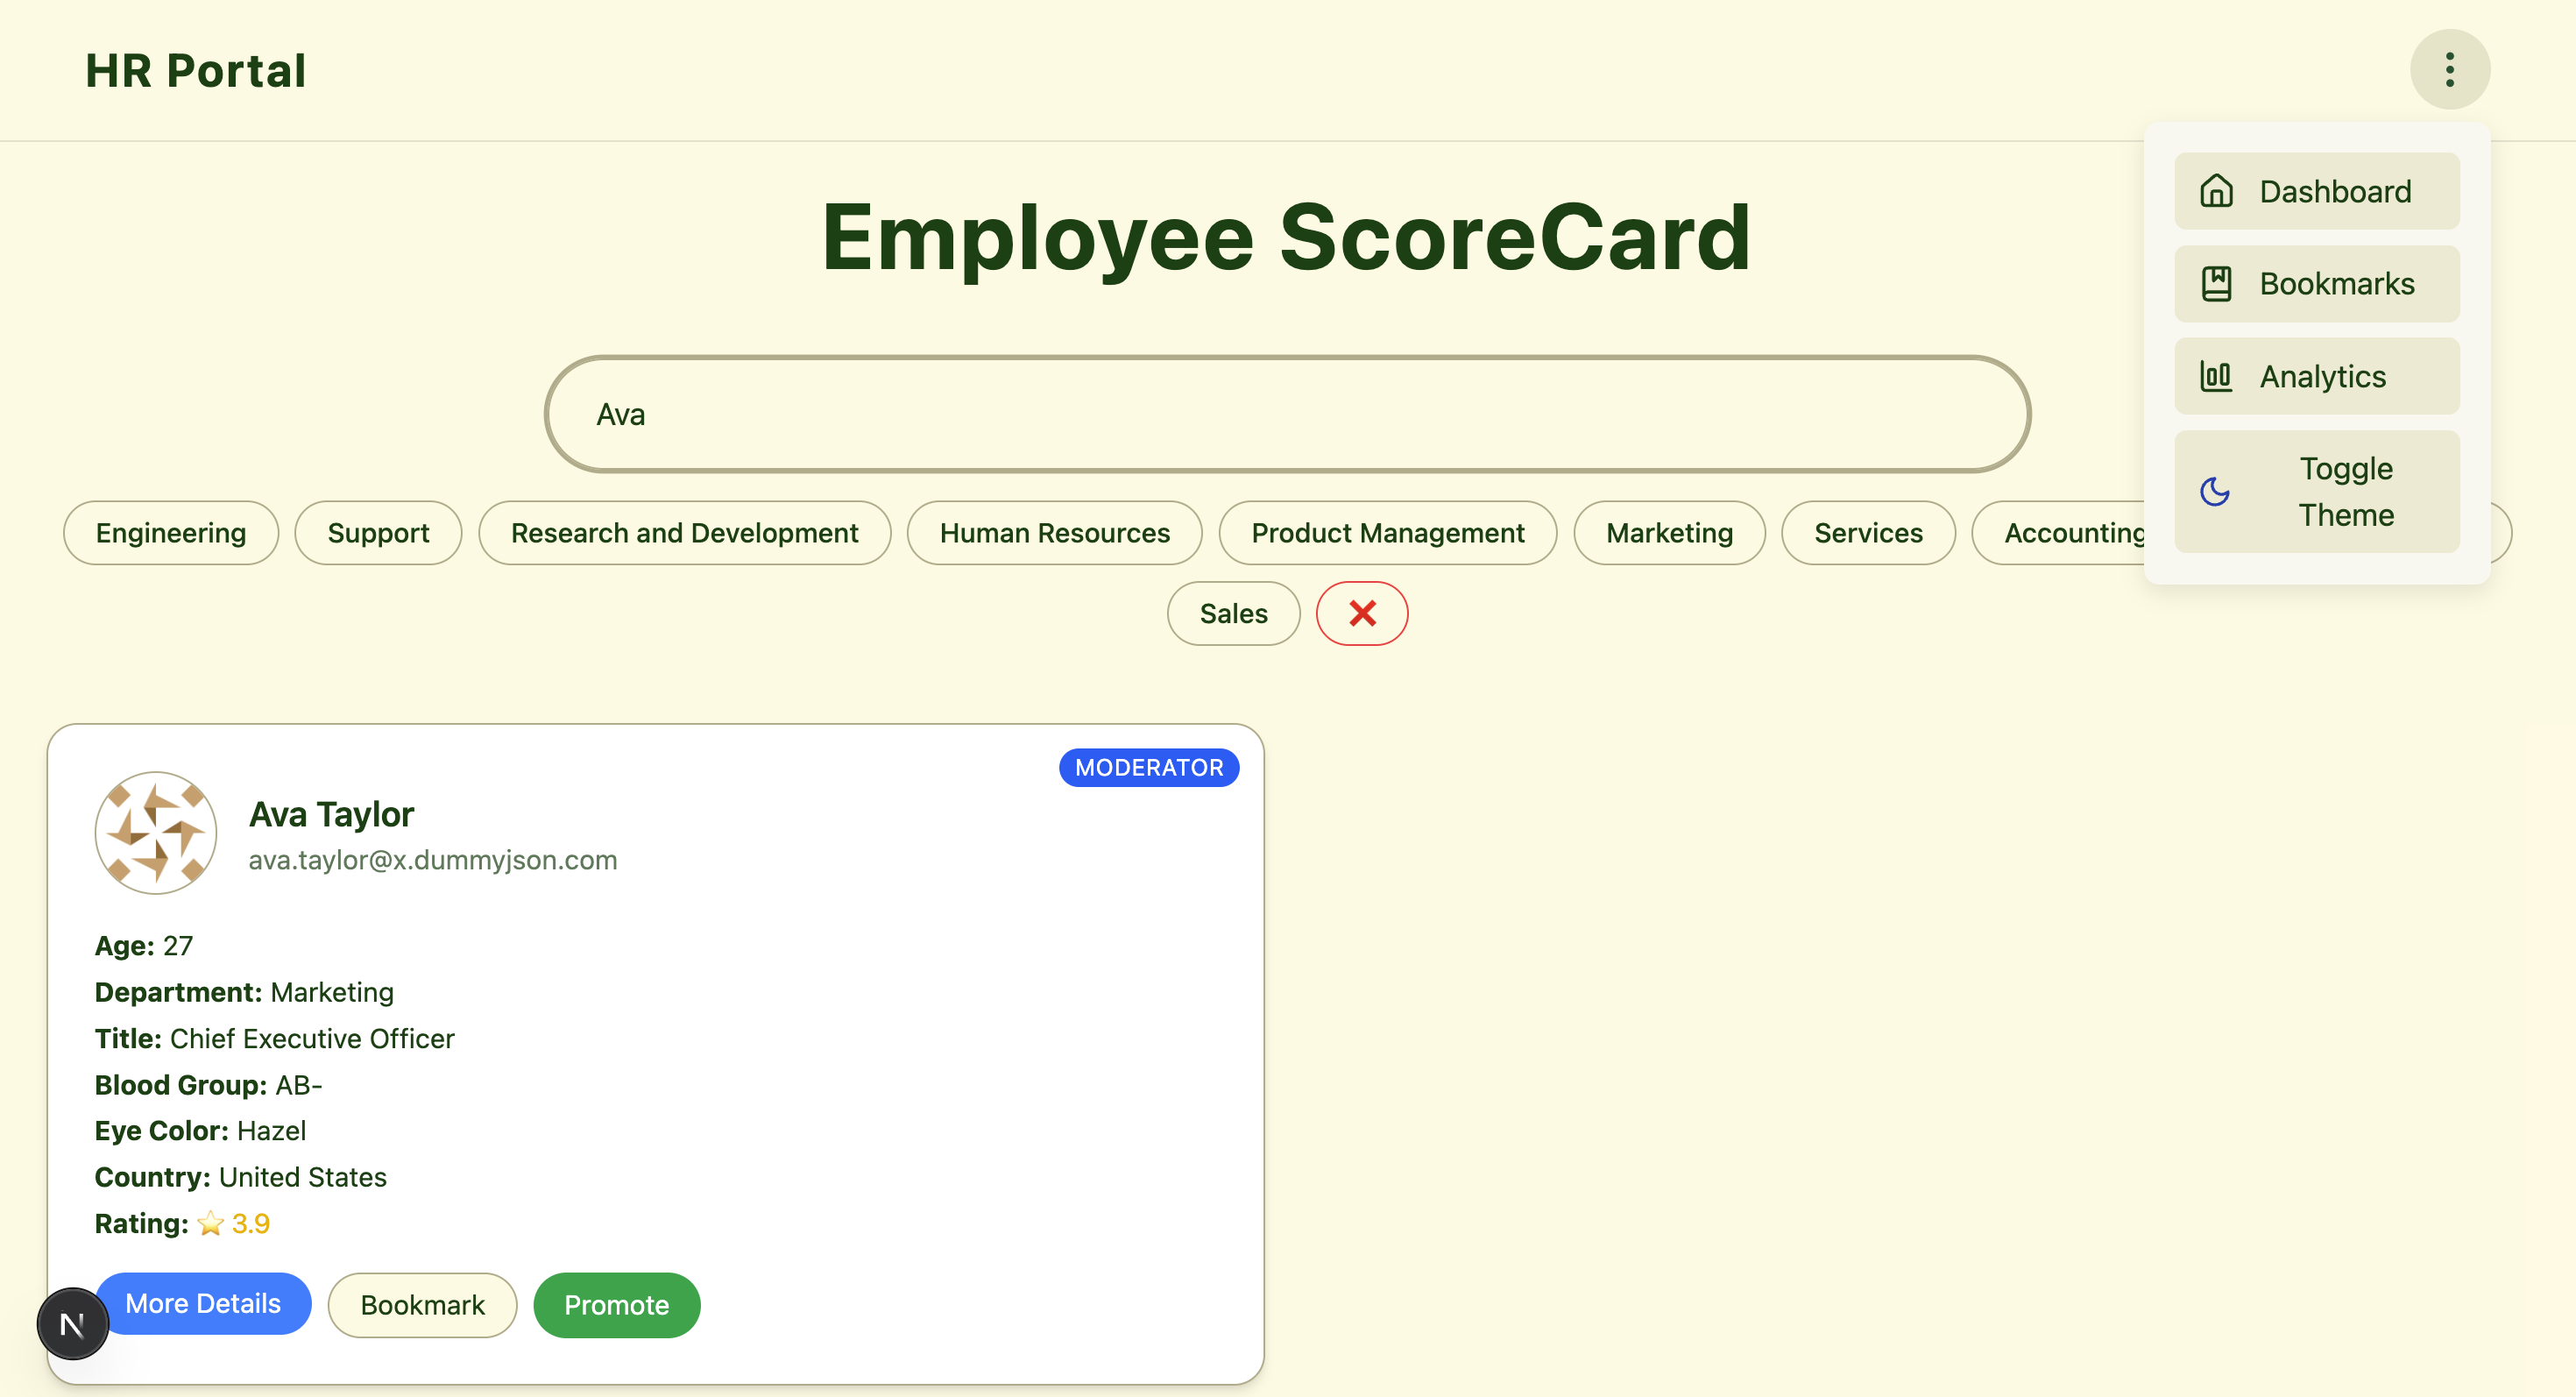 HR Portal
Dashboard
Bookmarks
Analytics
Toggle
Theme
Employee ScoreCard
Ava
Engineering
Support
Research and Development
Human Resources
Product Management
Marketing
Services
Accounting
Sales
MODERATOR
Ava Taylor
ava.taylor@x.dummyjson.com
Age: 27
Department: Marketing
Title: Chief Executive Officer
Blood Group: AB-
Eye Color: Hazel
Country: United States
Rating: ⭐ 3.9
More Details
Bookmark
Promote
N